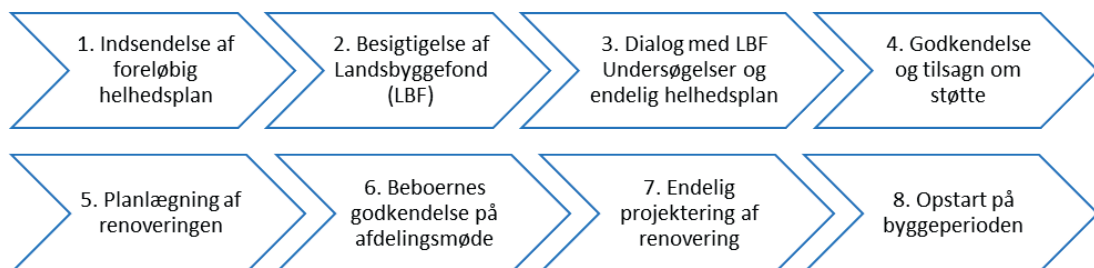 1. Indsendelse af
foreløbig
helhedsplan
2. Besigtigelse af
Landsbyggefond
(LBF)
3. Dialog med LBF
Undersøgelser og
endelig helhedsplan
4. Godkendelse
og tilsagn om
støtte
5. Planlægning af
renoveringen
6. Beboernes
godkendelse på
afdelingsmøde
7. Endelig
projektering af
renovering
8. Opstart på
byggeperioden